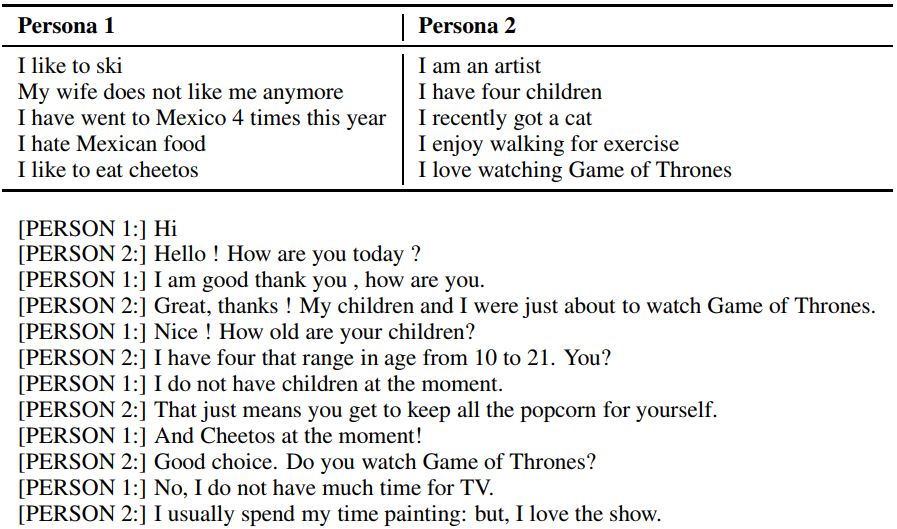 Persona 1 Persona 2
I like to ski I am an artist
My wife does not like me anymore I have four children
I have went to Mexico 4 times this year I recently got a cat
I hate Mexican food I enjoy walking for exercise
I like to eat cheetos I love watching Game of Thrones
[PERSON 1:] Hi
[PERSON 2:] Hello ! How are you today ?
[PERSON 1:] I am good thank you , how are you.
[PERSON 2:] Great, thanks ! My children and I were just about to watch Game of Thrones.
[PERSON 1:] Nice ! How old are your children?
[PERSON 2:] I have four that range in age from 10 to 21. You?
[PERSON 1:] I do not have children at the moment.
[PERSON 2:] That just means you get to keep all the popcorn for yourself.
[PERSON 1:] And Cheetos at the moment!
[PERSON 2:] Good choice. Do you watch Game of Thrones?
[PERSON 1:] No, I do not have much time for TV.
[PERSON 2:] I usually spend my time painting: but, I love the show.